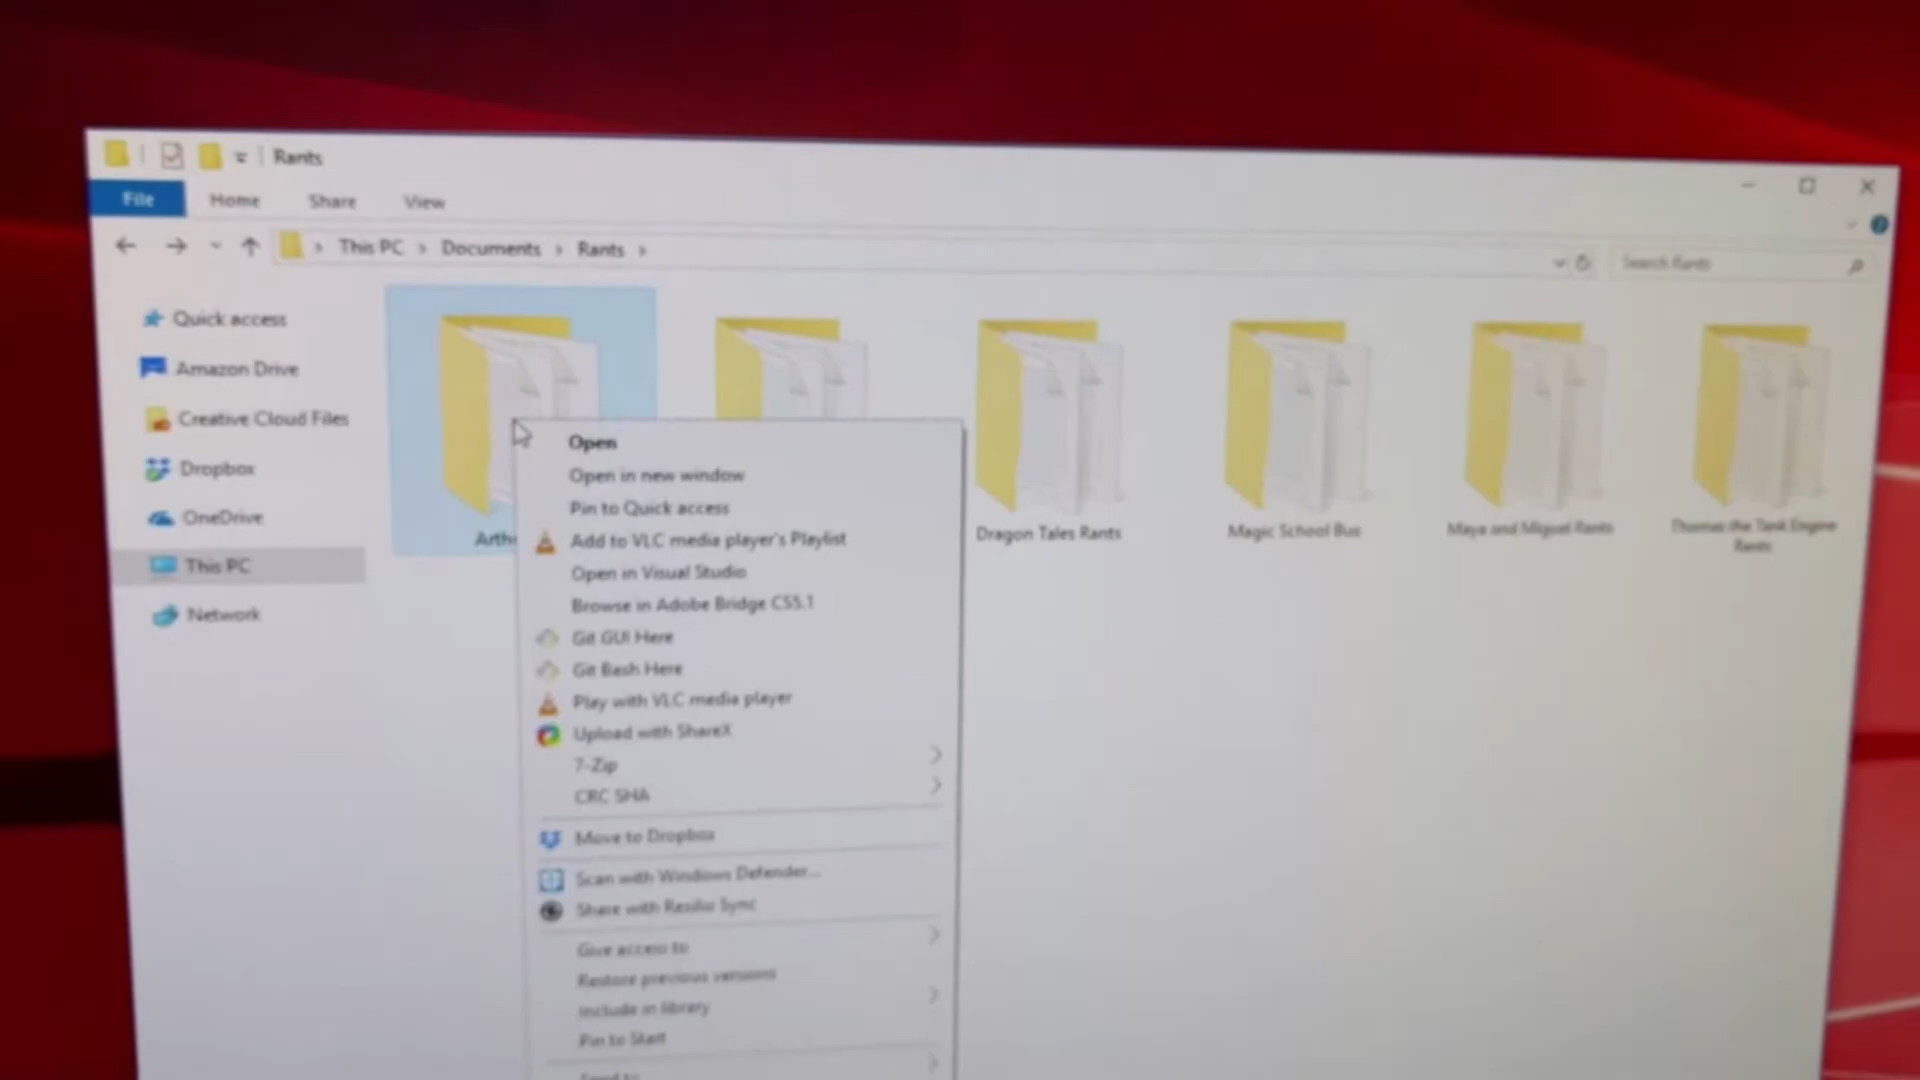 Rants
File Home Share View
This PC > Documents > Rants >
Search Rants
Quick access
Amazon Drive
Creative Cloud Files
Dropbox
OneDrive
This PC
Network
Arth
Dragon Tales Rants
Magic School Bus
Maya and Miguel Rants
Thomas the Tank Engine
Rants
Open
Open in new window
Pin to Quick access
Add to VLC media player's Playlist
Open in Visual Studio
Browse in Adobe Bridge CS5.1
Git GUI Here
Git Bash Here
Play with VLC media player
Upload with ShareX
7-Zip
CRC SHA
Move to Dropbox
Scan with Windows Defender...
Share with Resilio Sync
Give access to
Restore previous versions
Include in library
Pin to Start
Send to